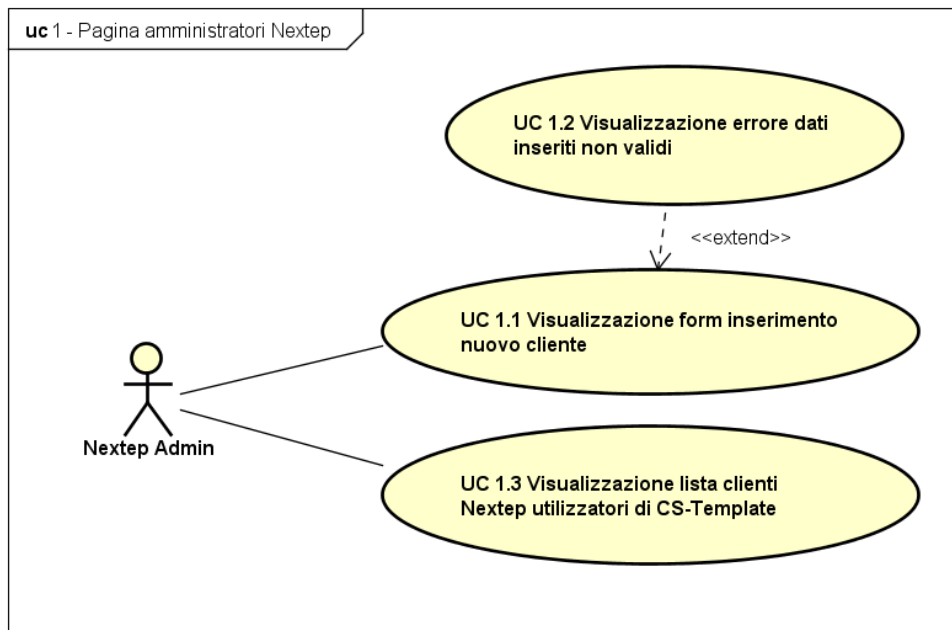 uc 1 - Pagina amministratori Nextep
UC 1.2 Visualizzazione errore dati
inseriti non validi
<<extend>>
UC 1.1 Visualizzazione form inserimento
nuovo cliente
Nextep Admin
UC 1.3 Visualizzazione lista clienti
Nextep utilizzatori di CS-Template